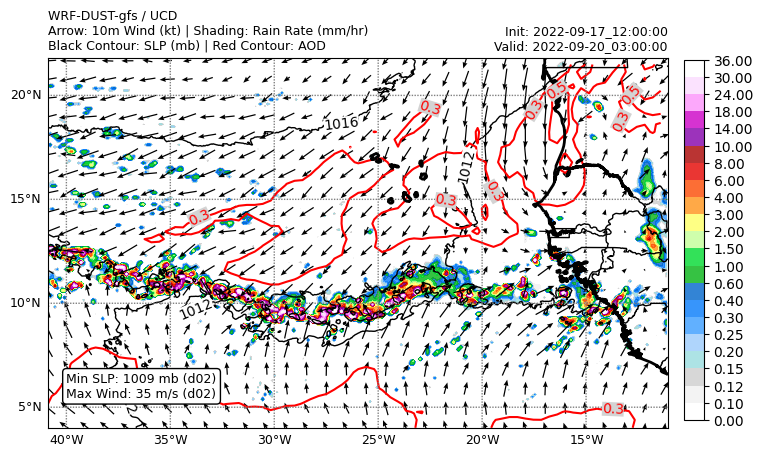 WRF-DUST-gfs / UCD
Arrow: 10m Wind (kt) | Shading: Rain Rate (mm/hr)
Black Contour: SLP (mb) | Red Contour: AOD
Init: 2022-09-17_12:00:00
Valid: 2022-09-20_03:00:00
36.00
30.00
24.00
18.00
14.00
10.00
8.00
6.00
4.00
3.00
2.00
1.50
1.00
0.60
0.40
0.30
0.25
0.20
0.15
0.12
0.10
0.00
20°N
15°N
10°N
5°N
1016
0.3
0.3
0.5
0.5
0.3
1012
0.3
0.3
0.3
1012
0.3
Min SLP: 1009 mb (d02)
Max Wind: 35 m/s (d02)
40°W
35°W
30°W
25°W
20°W
15°W